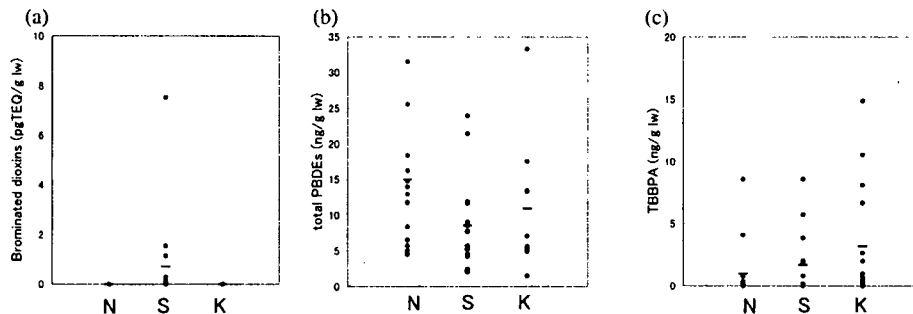 (a)
Brominated dioxins (pgTEQ/g lw)
10
8
6
4
2
0
N S K
(b)
total PBDEs (ng/g lw)
35
30
25
20
15
10
5
0
N S K
(c)
TBBPA (ng/g lw)
20
15
10
5
0
N S K